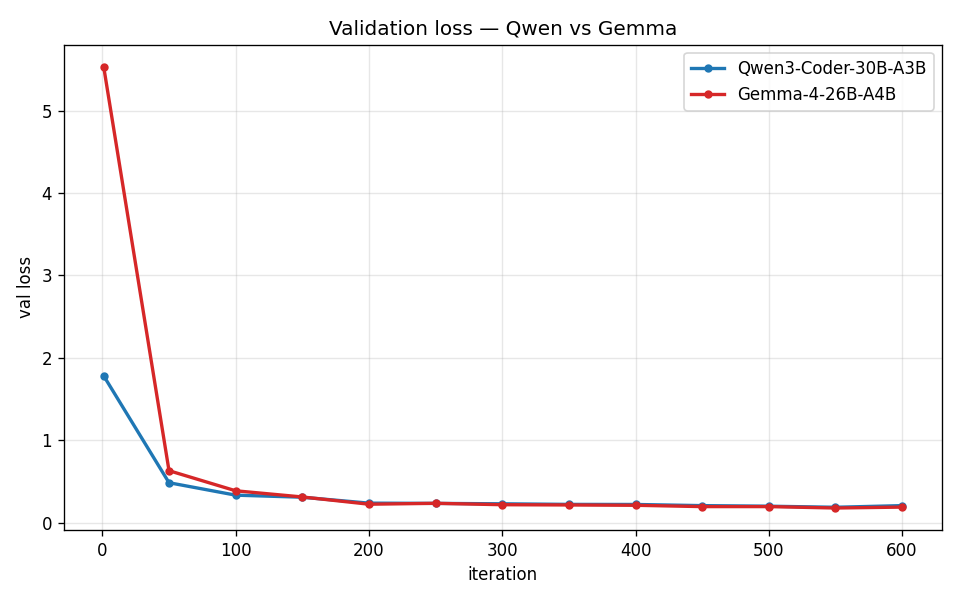 Validation loss — Qwen vs Gemma
Qwen3-Coder-30B-A3B
Gemma-4-26B-A4B
5
4
3
2
1
0
val loss
0 100 200 300 400 500 600
iteration